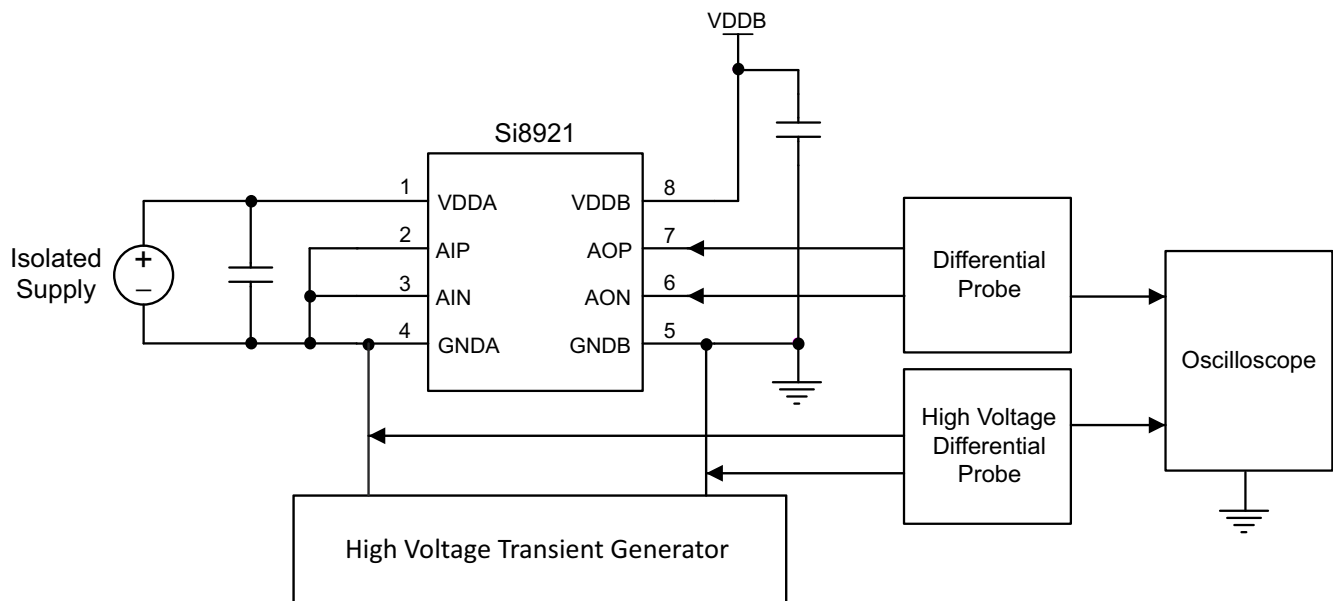 VDDB
Si8921
1
VDDA
VDDB
8
2
AIP
AOP
7
3
AIN
AON
6
4
GNDA
GNDB
5
Isolated
Supply
+
–
Differential
Probe
High Voltage
Differential
Probe
Oscilloscope
High Voltage Transient Generator